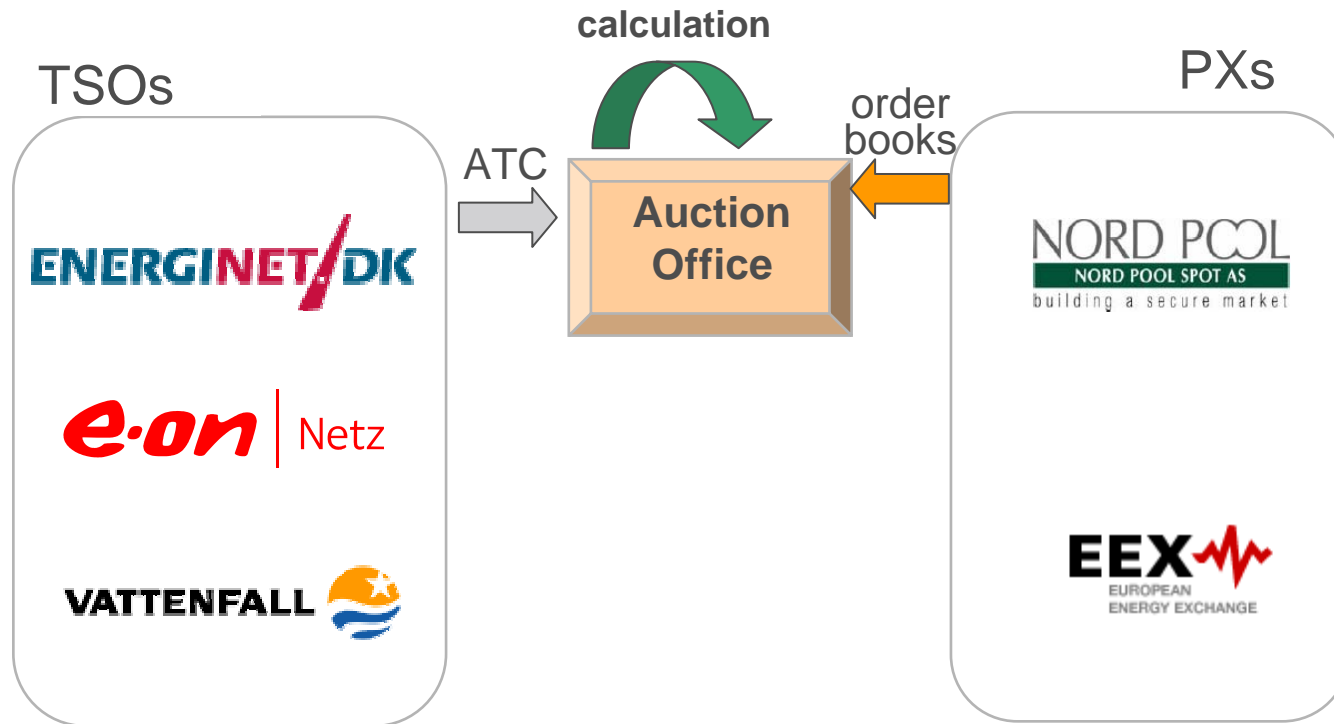 calculation
TSOs
PXs
order
books
ATC
Auction
Office
ENERGINET/DK
e·on | Netz
VATTENFALL
NORD POOL
NORD POOL SPOT AS
building a secure market
EEX
EUROPEAN
ENERGY EXCHANGE